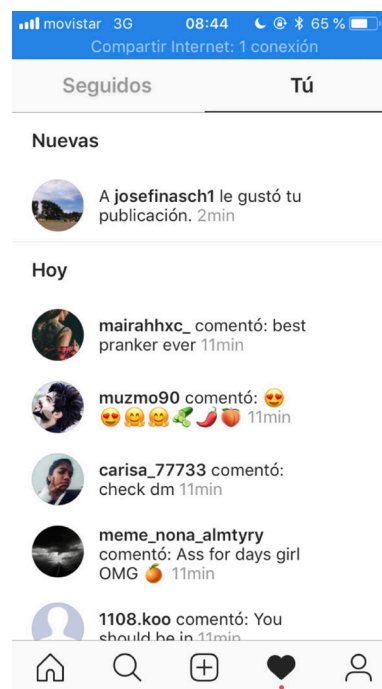 movistar 3G 08:44 65 %
Compartir Internet: 1 conexión
Seguidos Tú
Nuevas
A josefinasch1 le gustó tu
publicación. 2min
Hoy
mairahhxc_ comentó: best
pranker ever 11min
muzmo90 comentó: 😍
😍🤗🤗🥒🌶️🍑 11min
carisa_77733 comentó:
check dm 11min
meme_nona_almtyry
comentó: Ass for days girl
OMG 🍊 11min
1108.koo comentó: You
should be in 11min